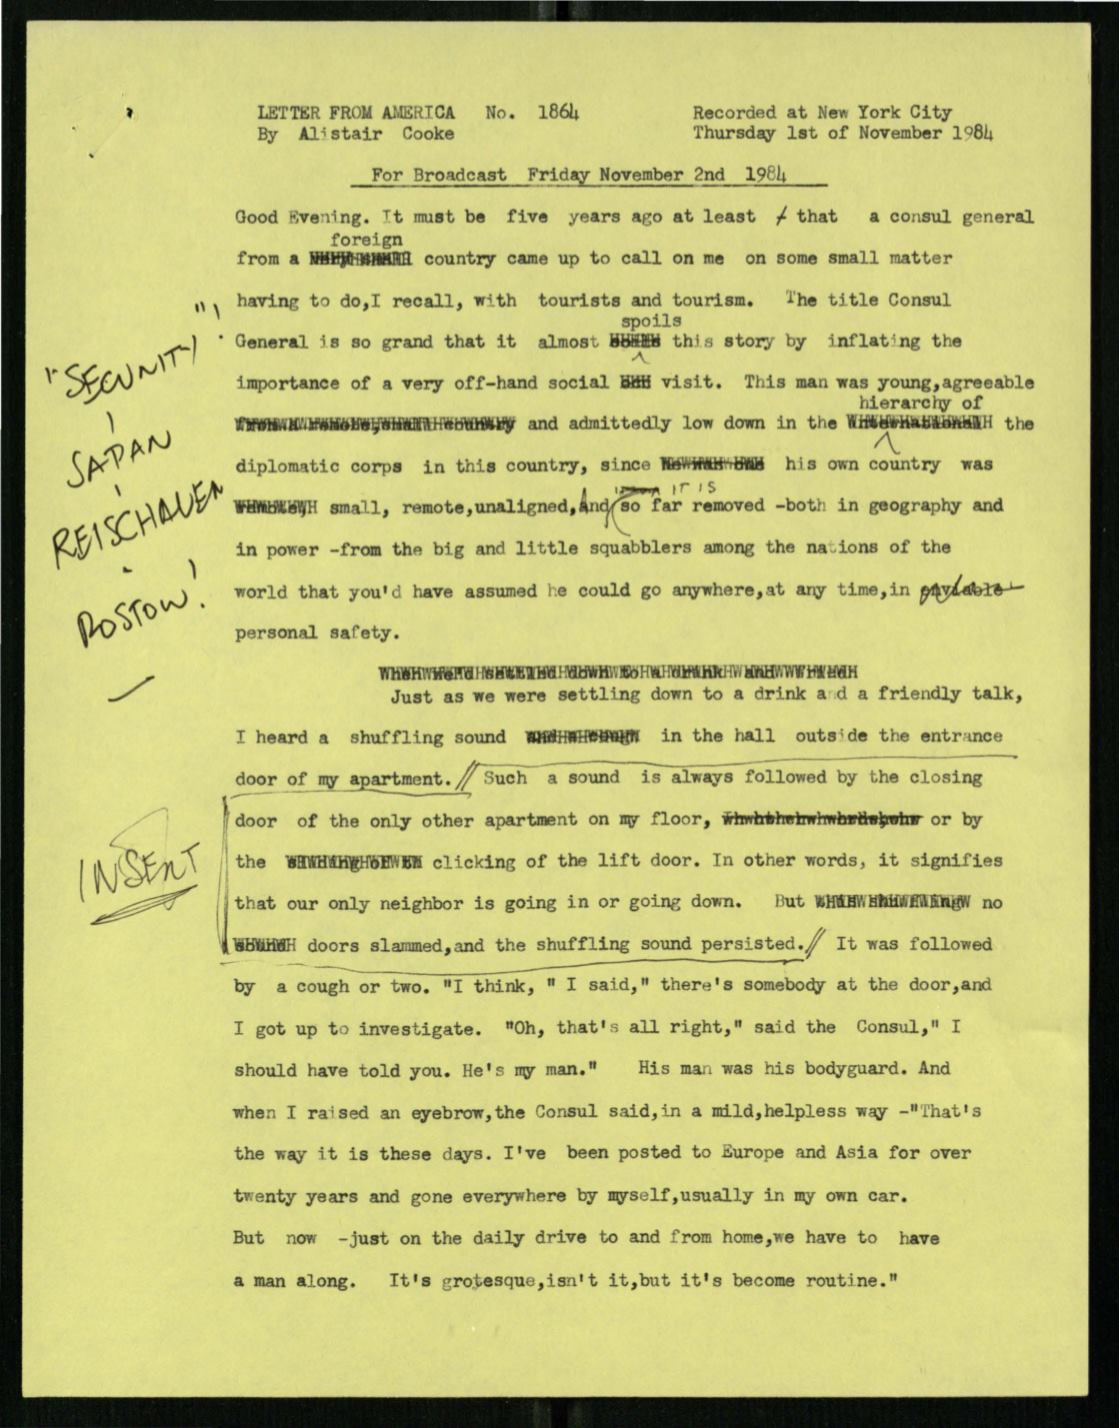 LETTER FROM AMERICA No. 1864 Recorded at New York City
By Alistair Cooke Thursday 1st of November 1984
For Broadcast Friday November 2nd 1984
Good Evening. It must be five years ago at least that a consul general
foreign
from a country came up to call on me on some small matter
having to do,I recall, with tourists and tourism. The title Consul
spoils
General is so grand that it almost this story by inflating the
importance of a very off-hand social visit. This man was young,agreeable
hierarchy of
and admittedly low down in the the
diplomatic corps in this country, since his own country was
IT IS
small, remote,unaligned,And so far removed -both in geography and
in power -from the big and little squabblers among the nations of the
world that you'd have assumed he could go anywhere,at any time,in enviable
personal safety.
"SECURITY"!
JAPAN
REISCHAUER
ROSTOW!
Just as we were settling down to a drink and a friendly talk,
I heard a shuffling sound in the hall outside the entrance
door of my apartment.// Such a sound is always followed by the closing
door of the only other apartment on my floor, or by
the clicking of the lift door. In other words, it signifies
that our only neighbor is going in or going down. But no
doors slammed,and the shuffling sound persisted.// It was followed
INSERT
by a cough or two. "I think, " I said," there's somebody at the door,and
I got up to investigate. "Oh, that's all right," said the Consul," I
should have told you. He's my man." His man was his bodyguard. And
when I raised an eyebrow,the Consul said,in a mild,helpless way -"That's
the way it is these days. I've been posted to Europe and Asia for over
twenty years and gone everywhere by myself,usually in my own car.
But now -just on the daily drive to and from home,we have to have
a man along. It's grotesque,isn't it,but it's become routine."